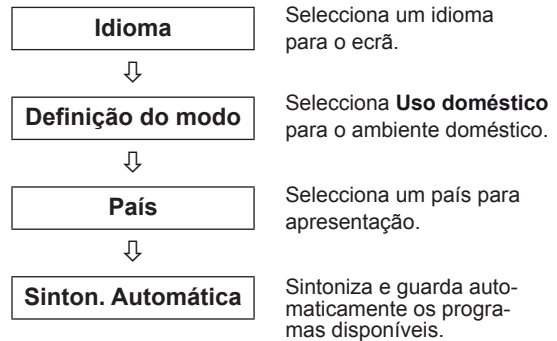 Idioma
Selecciona um idioma
para o ecrã.
Definição do modo
Selecciona Uso doméstico
para o ambiente doméstico.
País
Selecciona um país para
apresentação.
Sinton. Automática
Sintoniza e guarda auto-
maticamente os progra-
mas disponíveis.